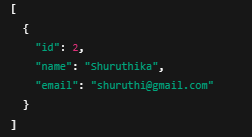 [
  {
    "id": 2,
    "name": "Shuruthika",
    "email": "shuruthi@gmail.com"
  }
]